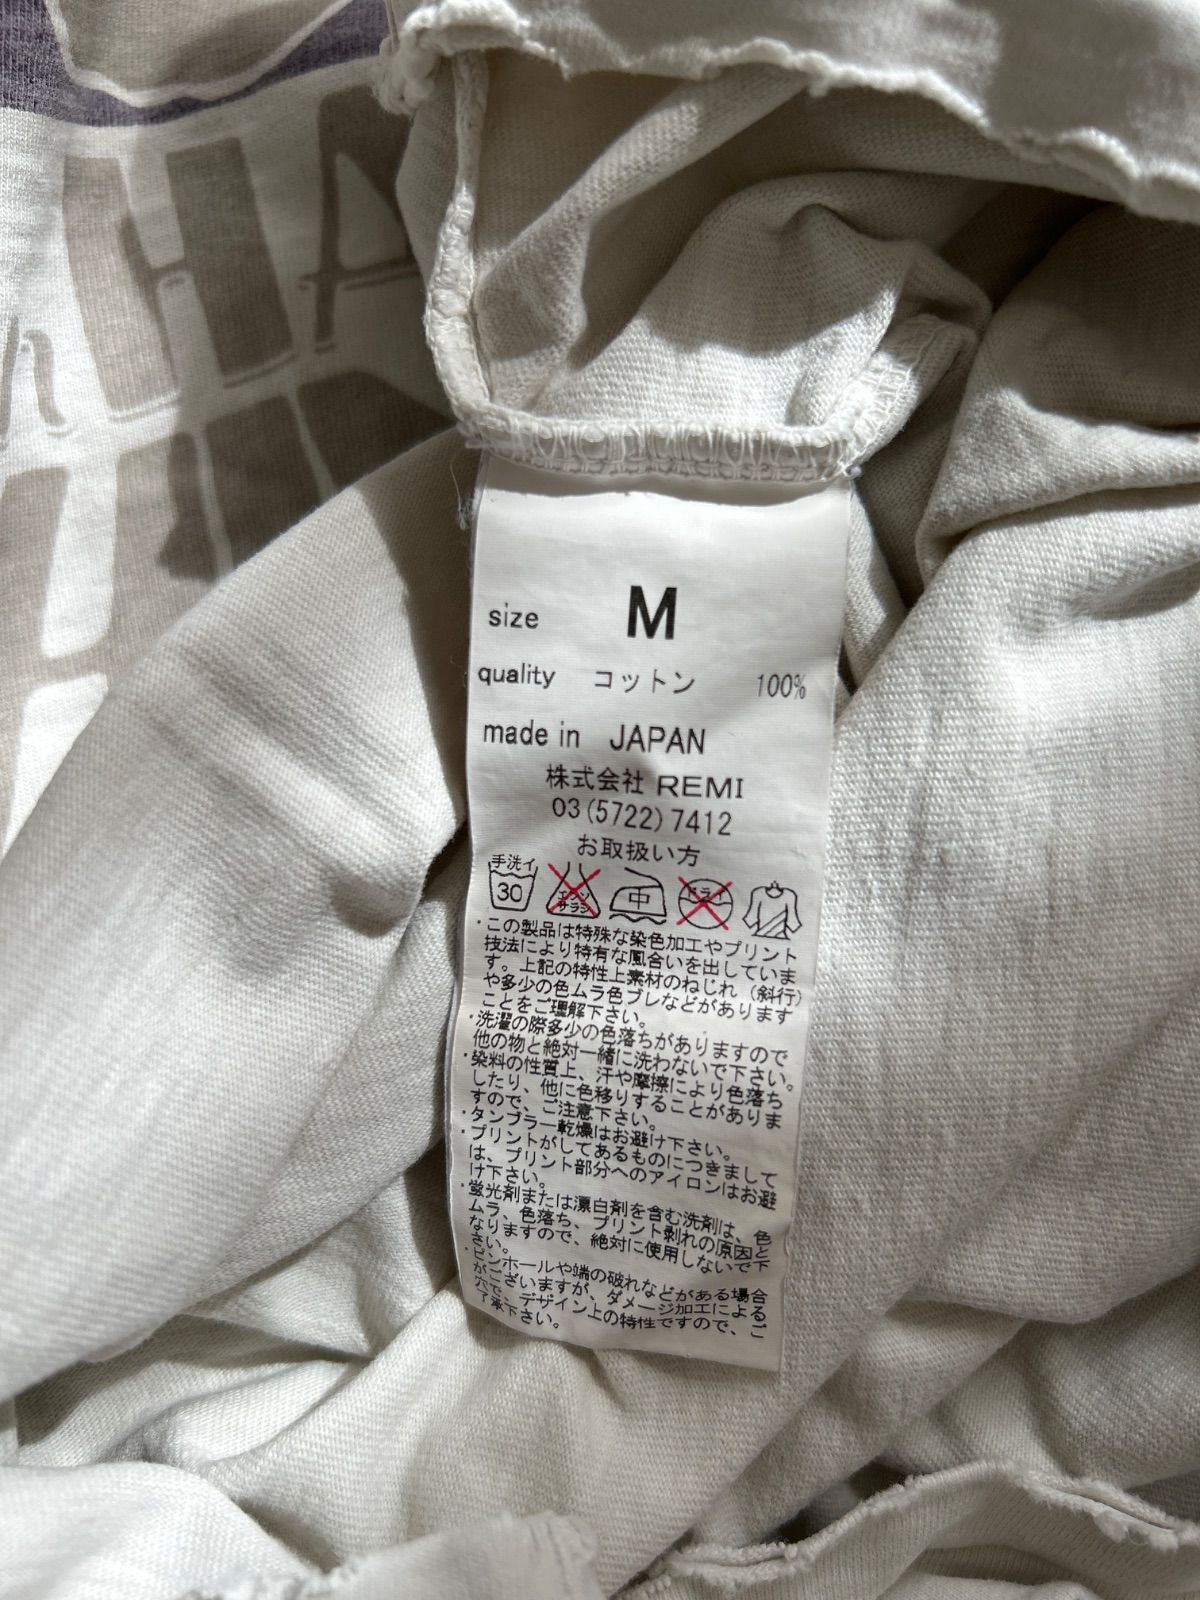 size M
quality コットン 100%
made in JAPAN
株式会社 REMI
03(5722)7412
お取扱い方
手洗イ
30
エンソ
サラシ
中
ドライ
・この製品は特殊な染色加工やプリント
技法により特有な風合いを出していま
す。上記の特性上素材のねじれ（斜行）
や多少の色ムラ色ブレなどがあります
ことをご理解下さい。
・洗濯の際多少の色落ちがありますので
他の物と絶対一緒に洗わないで下さい。
・染料の性質上、汗や摩擦により色落ち
したり、他に色移りすることがありま
すので、ご注意下さい。
・タンブラー乾燥はお避け下さい。
・プリントがしてあるものにつきまして
は、プリント部分へのアイロンはお避
け下さい。
・蛍光剤または漂白剤を含む洗剤は、色
ムラ、色落ち、プリント剥れの原因と
なりますので、絶対に使用しないで下
さい。
・ピンホールや端の破れなどがある場合
がございますが、ダメージ加工による
穴で、デザイン上の特性ですので、ご
了承下さい。